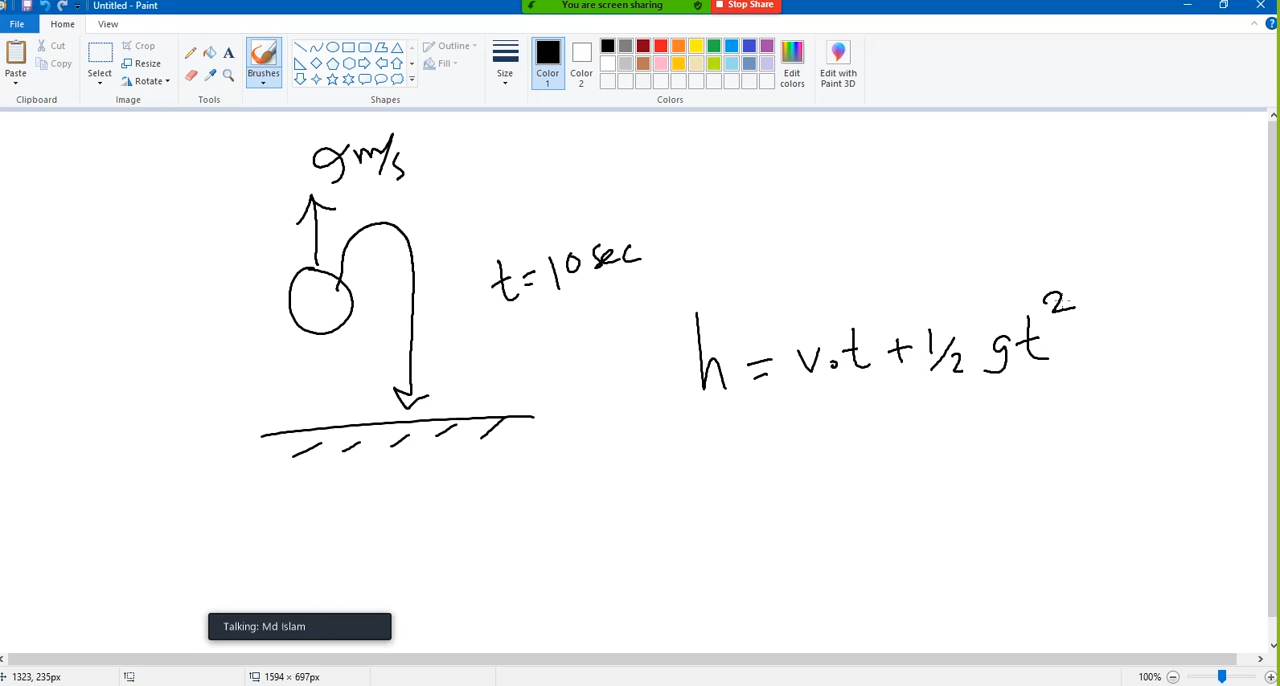 Untitled - Paint
You are screen sharing
Stop Share
File
Home
View
Paste
Cut
Copy
Clipboard
Select
Crop
Resize
Rotate
Image
A
Tools
Brushes
Outline
Fill
Shapes
Size
Color 1
Color 2
Edit colors
Colors
Edit with Paint 3D
m/s
t = 10 sec
h = v₀t + 1/2 gt²
Talking: Md Islam
1323, 235px
1594 × 697px
100%